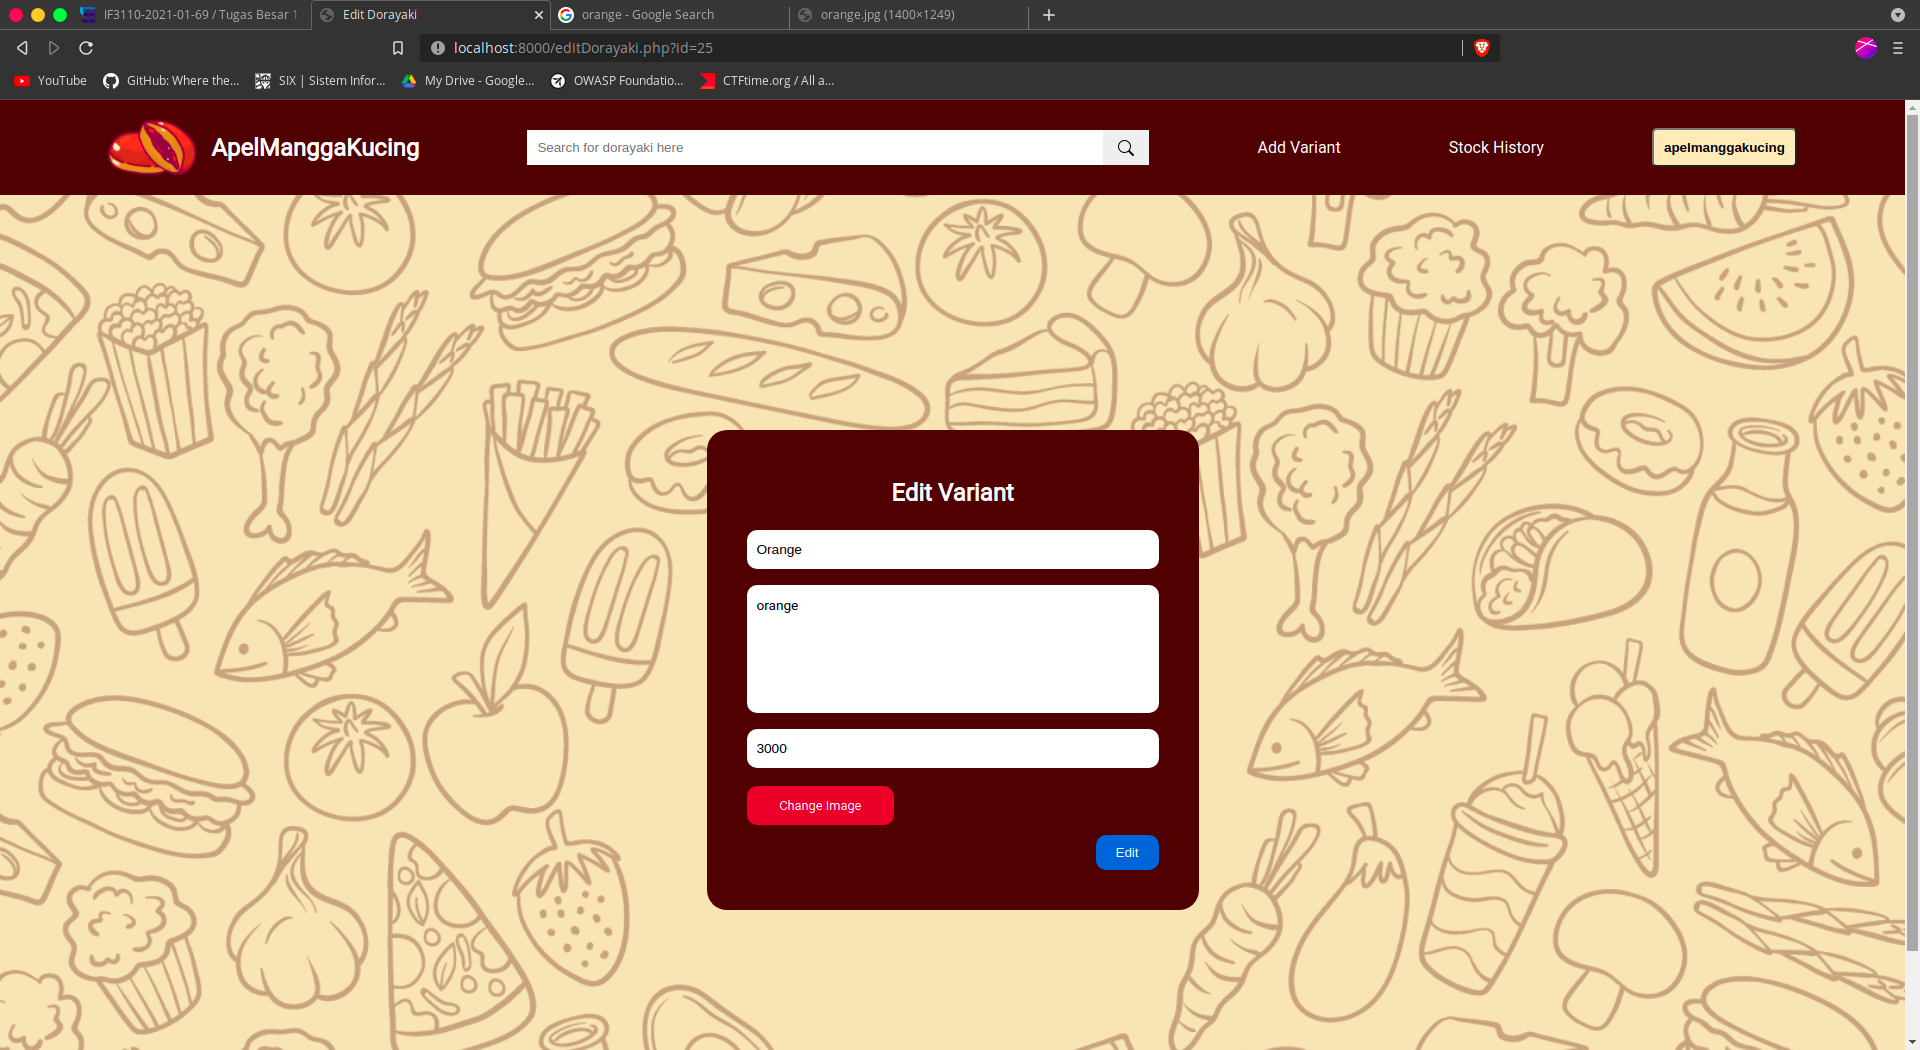 IF3110-2021-01-69 / Tugas Besar 1
Edit Dorayaki
orange - Google Search
orange.jpg (1400×1249)
localhost:8000/editDorayaki.php?id=25
YouTube
GitHub: Where the...
SIX | Sistem Infor...
My Drive - Google...
OWASP Foundatio...
CTFtime.org / All a...
ApelManggaKucing
Search for dorayaki here
Add Variant
Stock History
apelmanggakucing
Edit Variant
Orange
orange
3000
Change Image
Edit